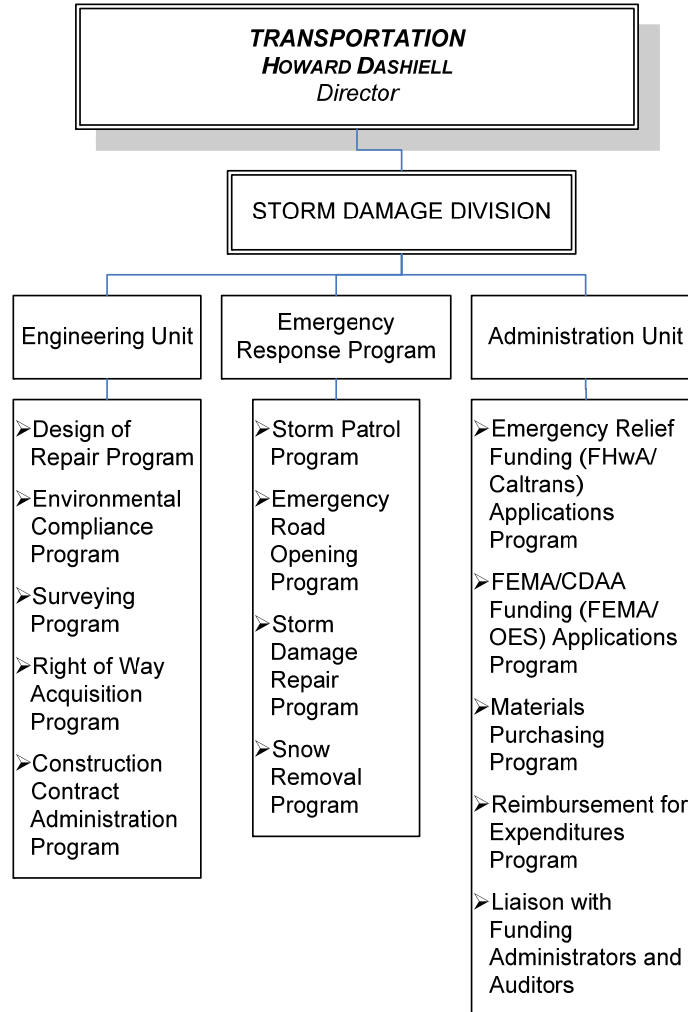 TRANSPORTATION
HOWARD DASHIELL
Director
STORM DAMAGE DIVISION
Engineering Unit
Emergency
Response Program
Administration Unit
➢Design of
Repair Program
➢Environmental
Compliance
Program
➢Surveying
Program
➢Right of Way
Acquisition
Program
➢Construction
Contract
Administration
Program
➢Storm Patrol
Program
➢Emergency
Road
Opening
Program
➢Storm
Damage
Repair
Program
➢Snow
Removal
Program
➢Emergency Relief
Funding (FHwA/
Caltrans)
Applications
Program
➢FEMA/CDAA
Funding (FEMA/
OES) Applications
Program
➢Materials
Purchasing
Program
➢Reimbursement for
Expenditures
Program
➢Liaison with
Funding
Administrators and
Auditors